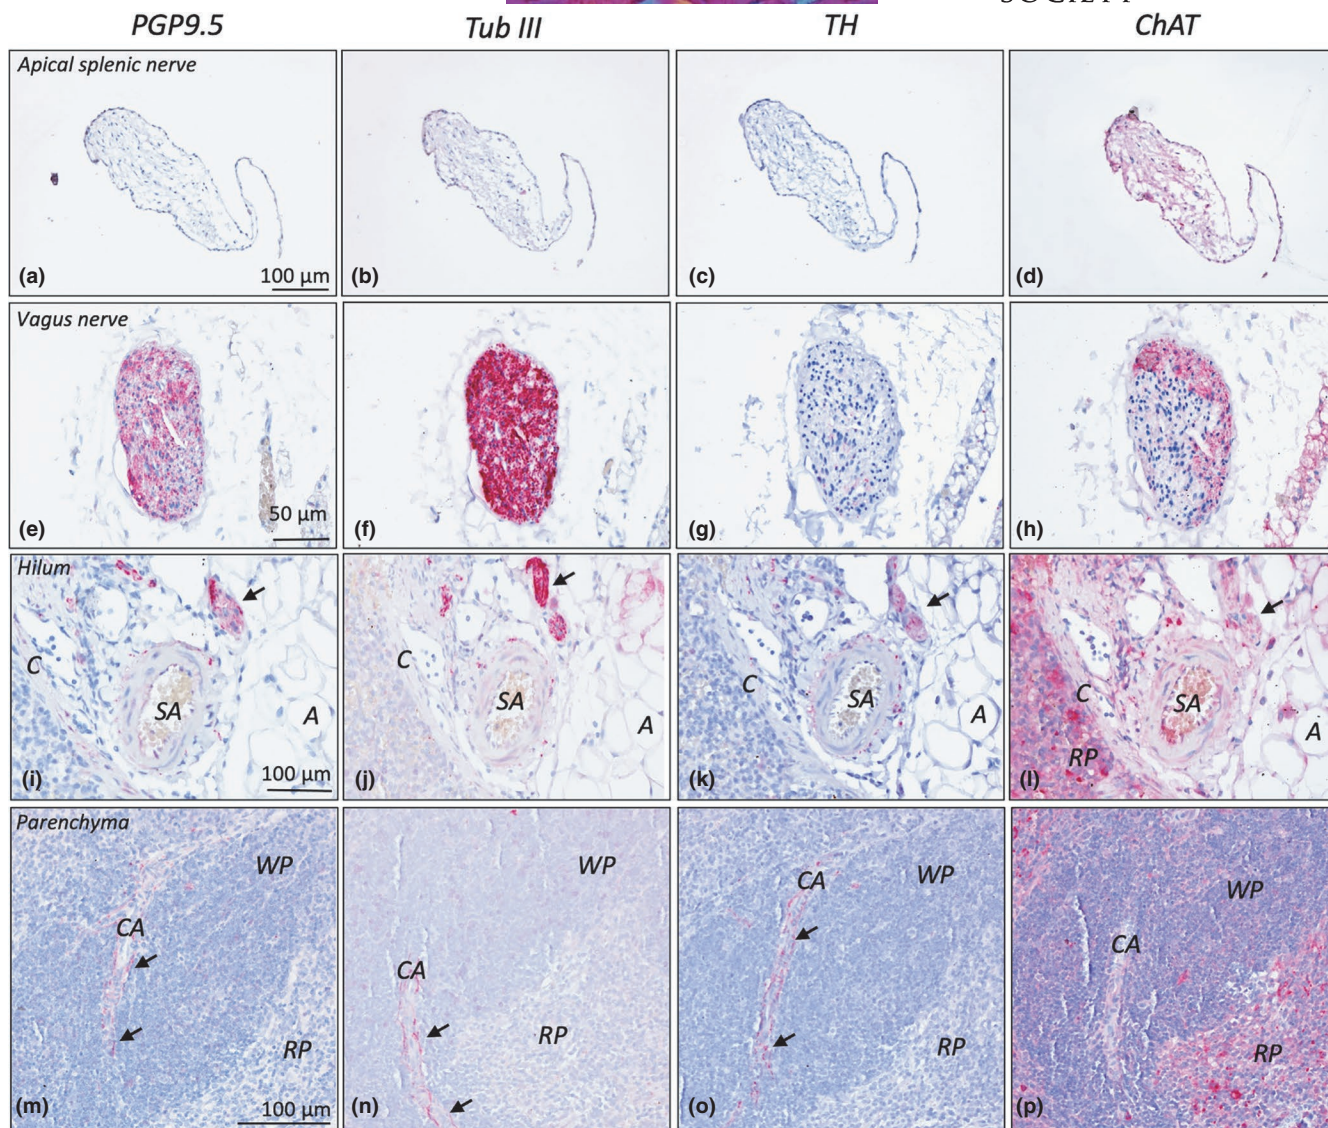 PGP9.5 Tub III TH ChAT
Apical splenic nerve
(a) 100 µm (b) (c) (d)
Vagus nerve
(e) 50 µm (f) (g) (h)
Hilum
C SA A C SA A C SA A C SA A
RP
(i) 100 µm (j) (k) (l)
Parenchyma
WP WP WP WP
CA CA CA CA
RP RP RP RP
(m) 100 µm (n) (o) (p)